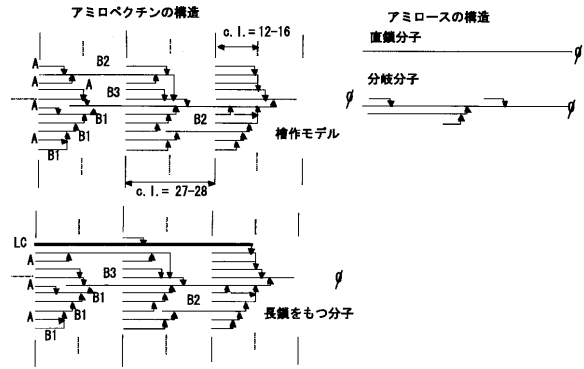 アミロペクチンの構造
c.l.=12-16
A
B2
A
B3
A
B1
B2
A
B1
B1
檜作モデル
c.l.= 27-28
アミロースの構造
直鎖分子
ø
分岐分子
ø
ø
LC
A
B3
A
B1
B2
A
B1
B1
ø
長鎖をもつ分子